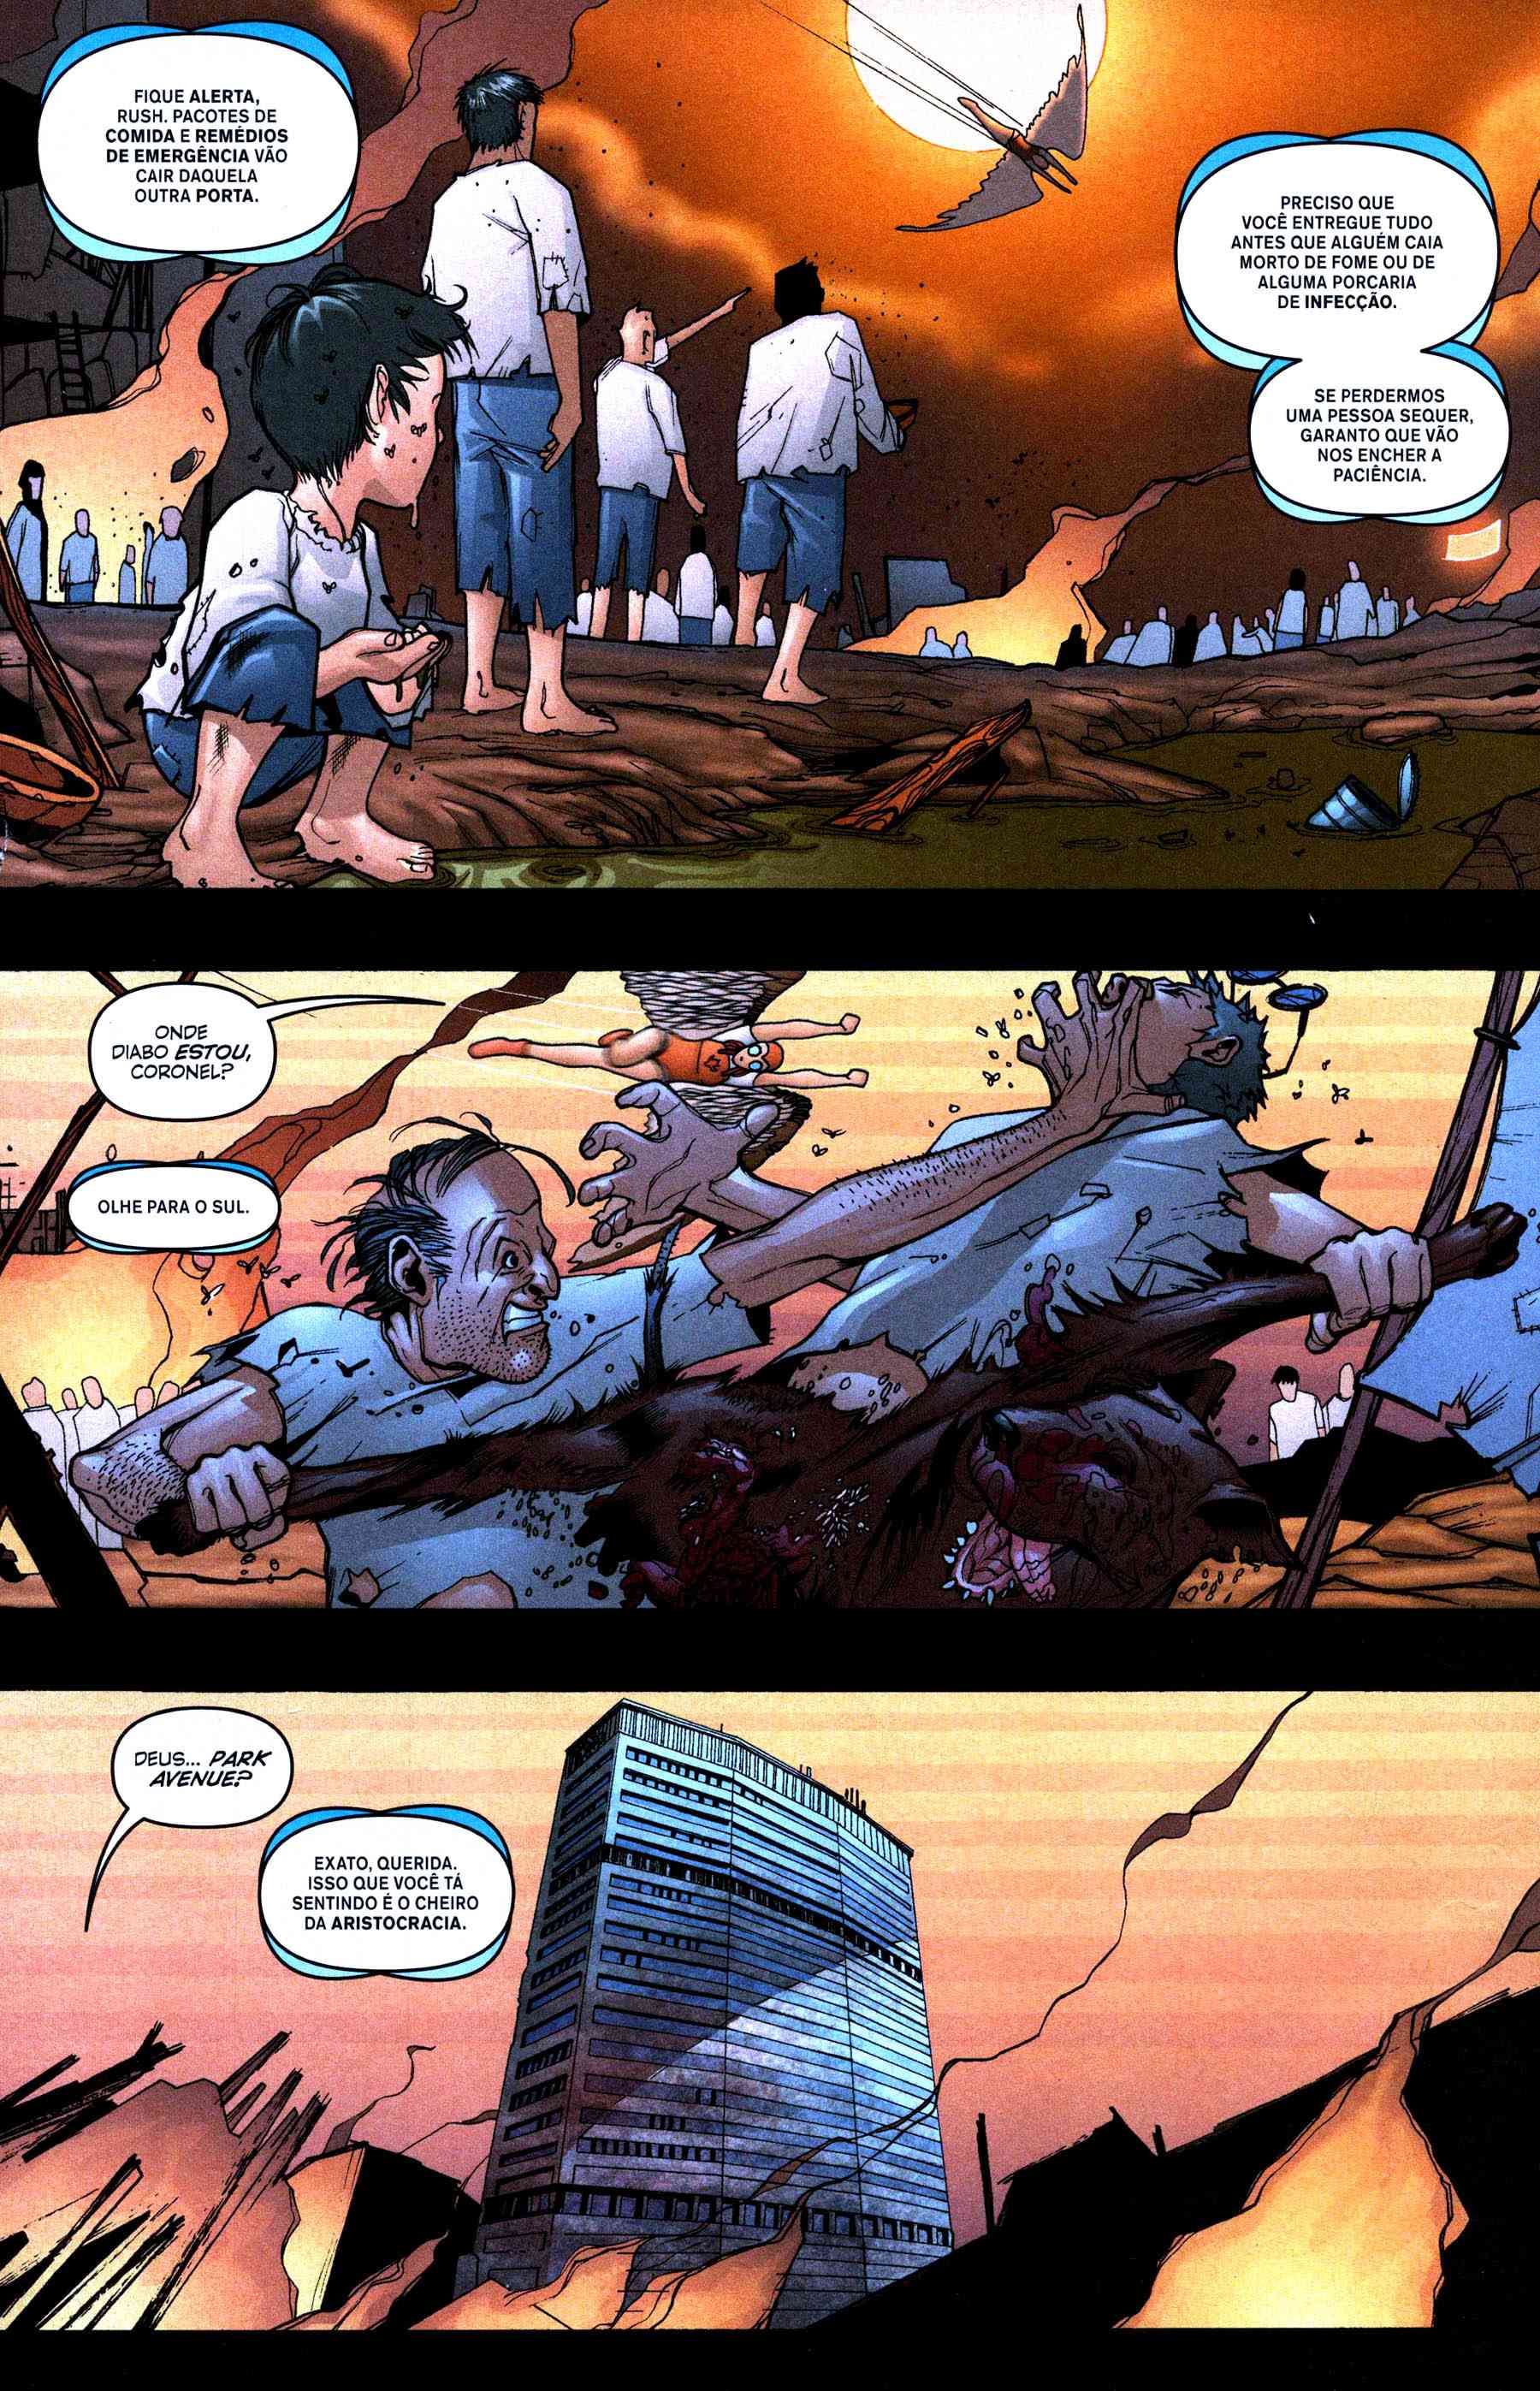 FIQUE ALERTA,
RUSH. PACOTES DE
COMIDA E REMÉDIOS
DE EMERGÊNCIA VÃO
CAIR DAQUELA
OUTRA PORTA.
PRECISO QUE
VOCÊ ENTREGUE TUDO
ANTES QUE ALGUÉM CAIA
MORTO DE FOME OU DE
ALGUMA PORCARIA
DE INFECÇÃO.
SE PERDERMOS
UMA PESSOA SEQUER,
GARANTO QUE VÃO
NOS ENCHER A
PACIÊNCIA.
ONDE
DIABO ESTOU,
CORONEL?
OLHE PARA O SUL.
DEUS... PARK
AVENUE?
EXATO, QUERIDA.
ISSO QUE VOCÊ TÁ
SENTINDO É O CHEIRO
DA ARISTOCRACIA.